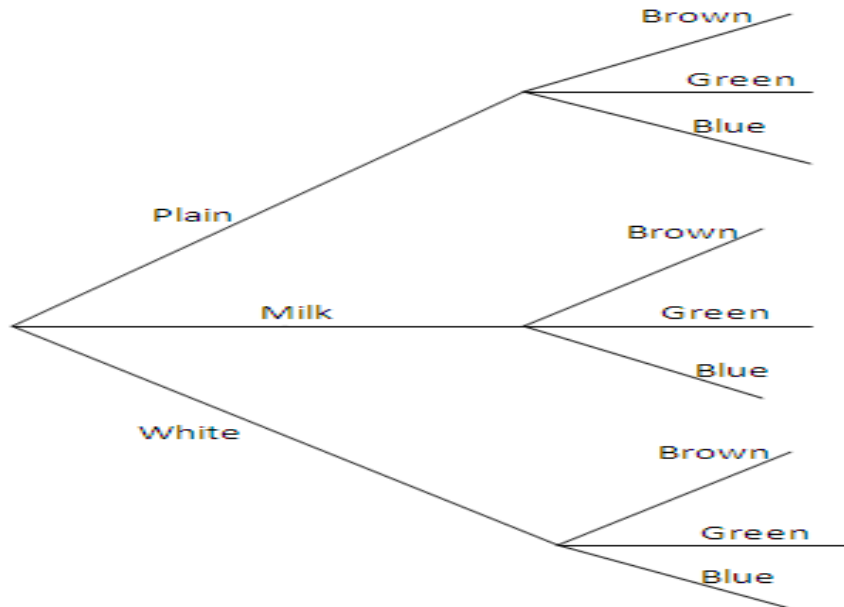 Brown
Green
Blue
Plain
Brown
Milk
Green
Blue
White
Brown
Green
Blue